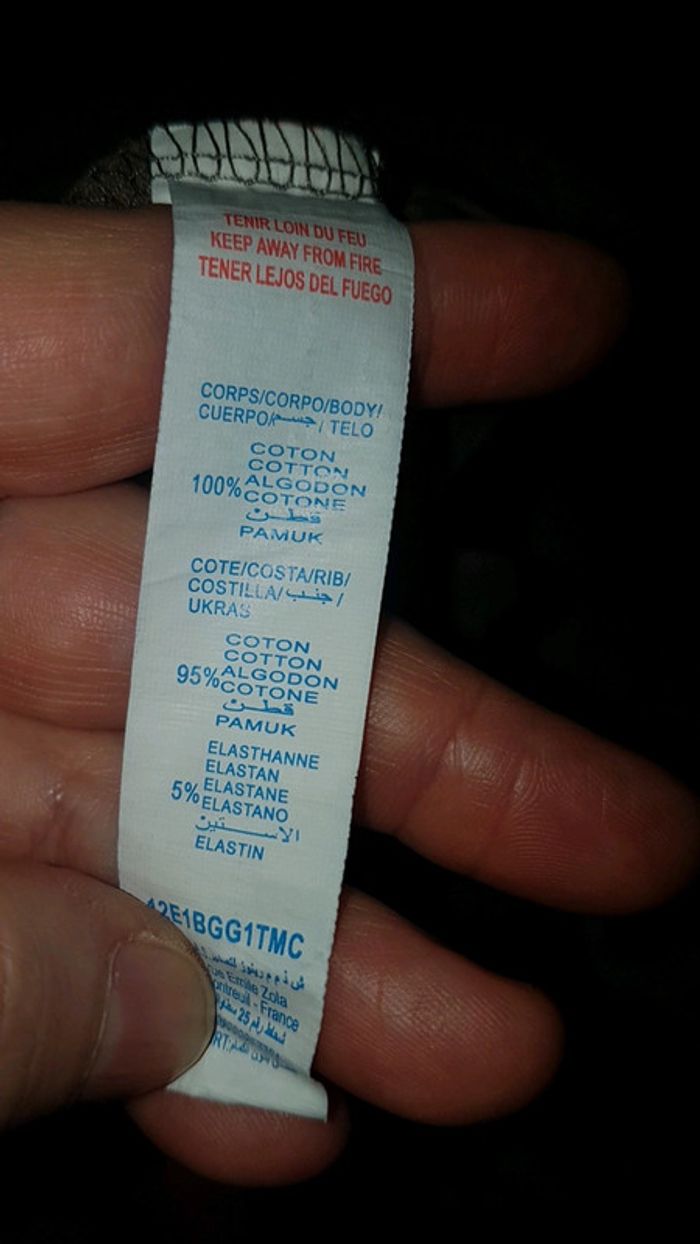 TENIR LOIN DU FEU
KEEP AWAY FROM FIRE
TENER LEJOS DEL FUEGO
CORPS/CORPO/BODY/
CUERPO/جسم/ TELO
COTON
COTTON
100% ALGODON
COTONE
قطن
PAMUK
COTE/COSTA/RIB/
COSTILLA/جنب/
UKRAS
COTON
COTTON
95% ALGODON
COTONE
قطن
PAMUK
ELASTHANNE
ELASTAN
5% ELASTANE
ELASTANO
الاستين
ELASTIN
12E1BGG1TMC
Emile Zola
- France
25